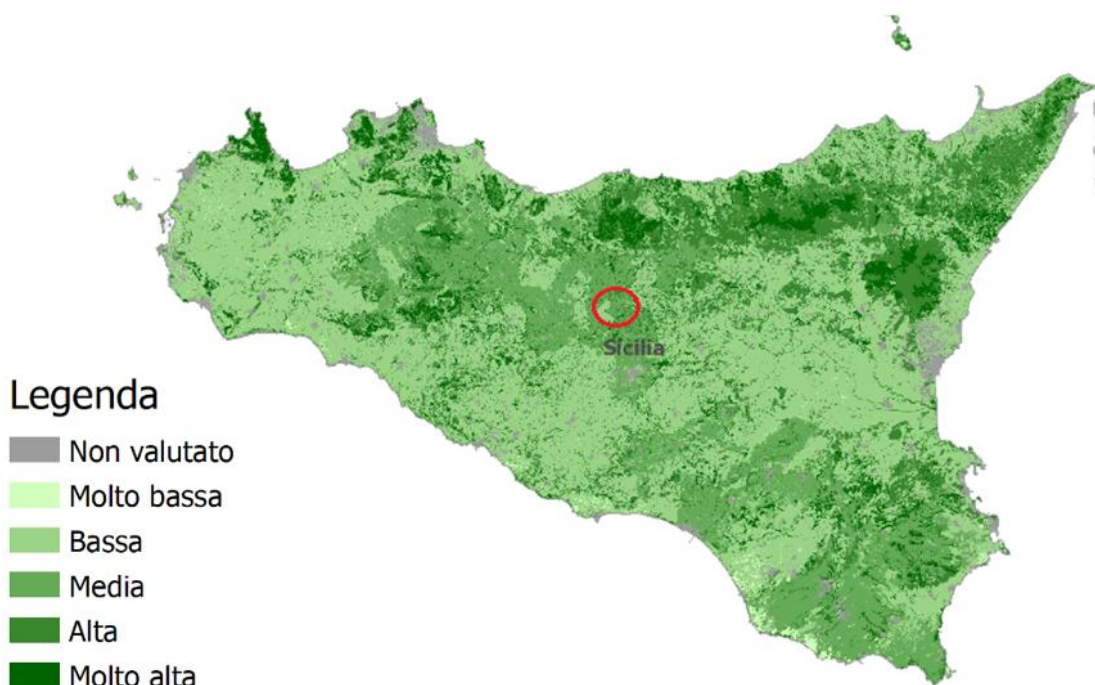 Sicilia
Legenda
Non valutato
Molto bassa
Bassa
Media
Alta
Molto alta